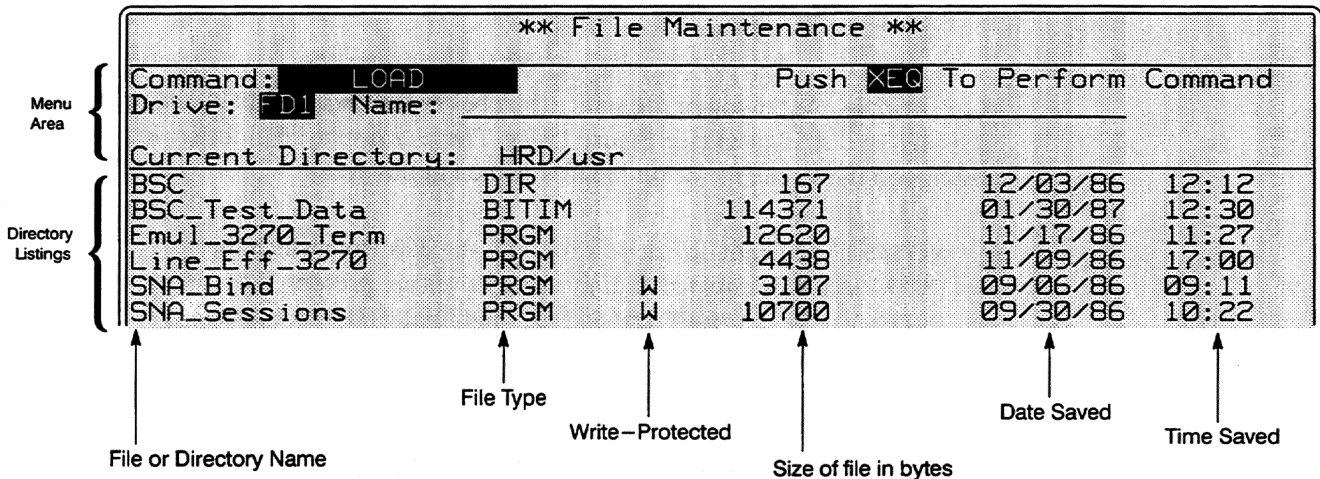 ** File Maintenance **
Command: LOAD Push XEQ To Perform Command
Drive: FD1 Name:
Current Directory: HRD/usr
Menu Area
BSC DIR 167 12/03/86 12:12
BSC_Test_Data BITIM 114371 01/30/87 12:30
Emul_3270_Term PRGM 12620 11/17/86 11:27
Line_Eff_3270 PRGM 4438 11/09/86 17:00
SNA_Bind PRGM W 3107 09/06/86 09:11
SNA_Sessions PRGM W 10700 09/30/86 10:22
Directory Listings
File or Directory Name
File Type
Write-Protected
Size of file in bytes
Date Saved
Time Saved